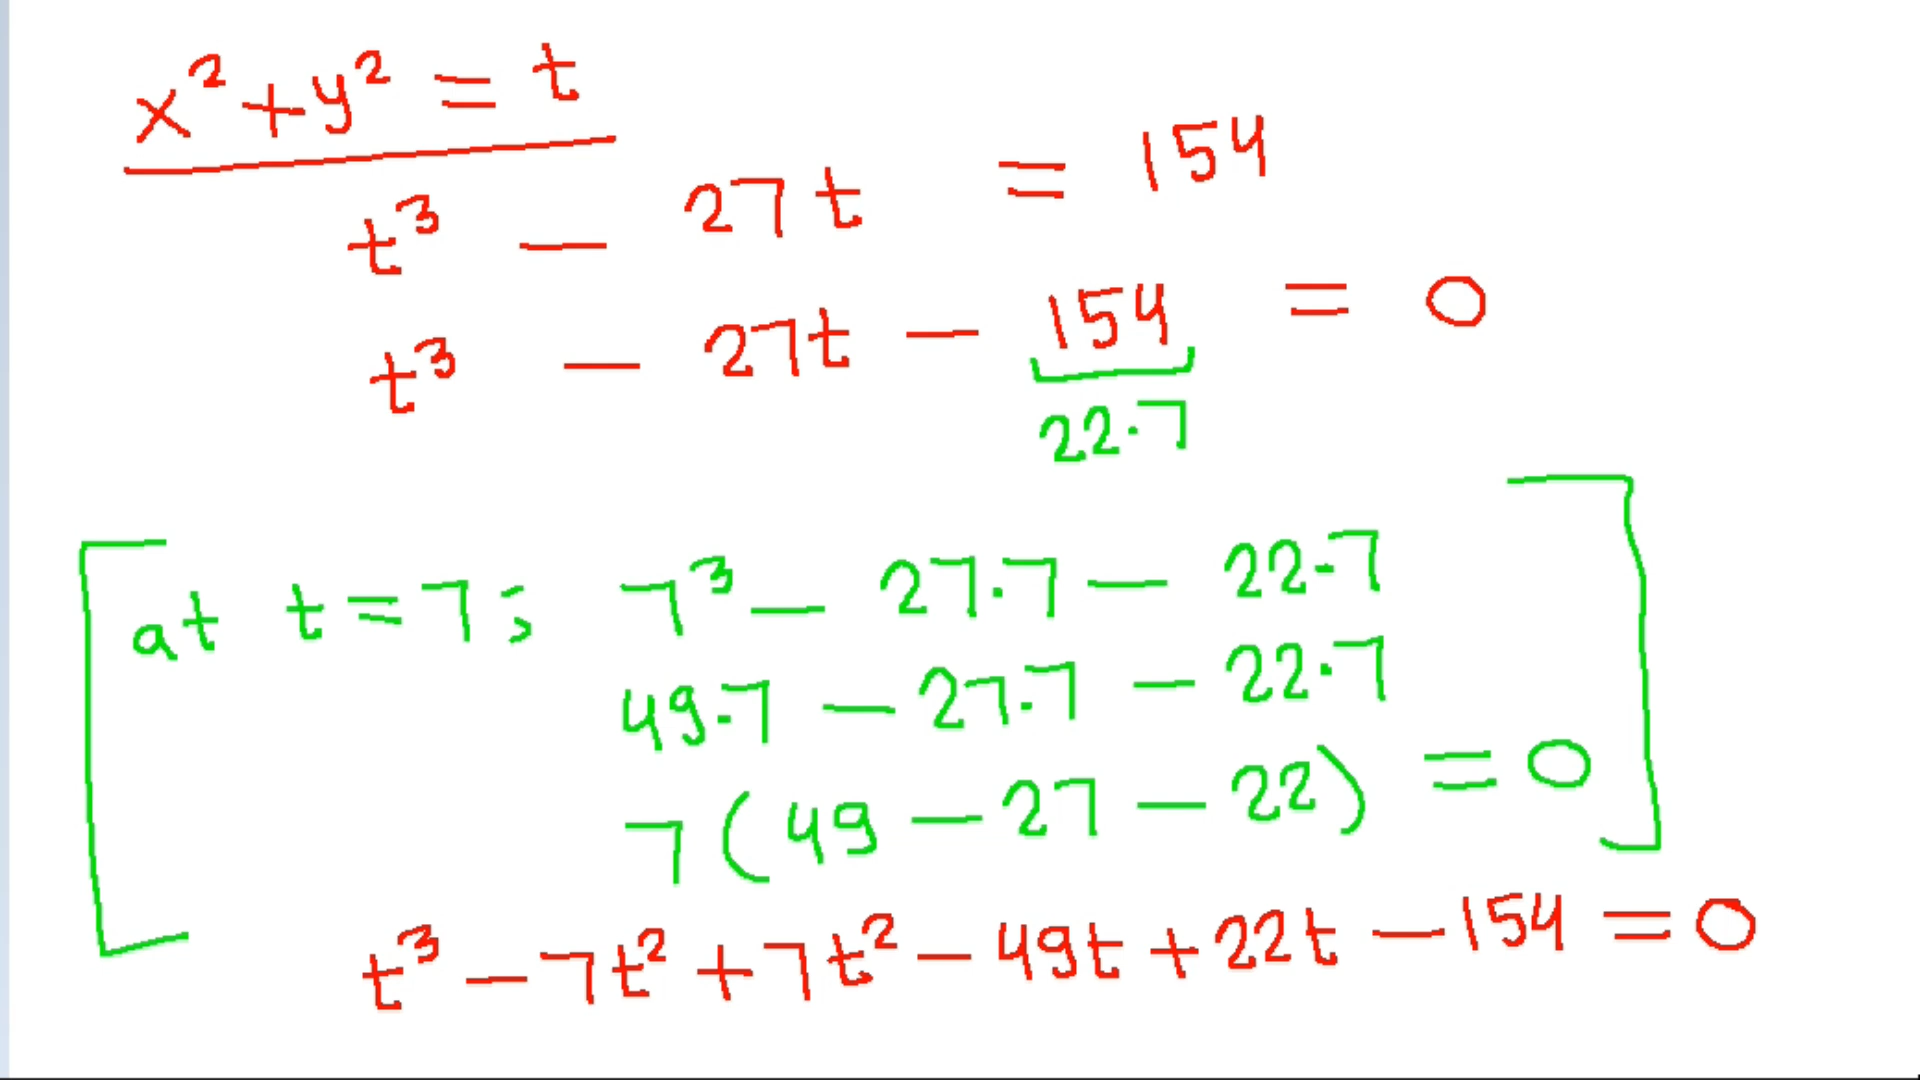 x² + y² = t
t³ − 27t = 154
t³ − 27t − 154 = 0
22·7
at t = 7; 7³ − 27·7 − 22·7
49·7 − 27·7 − 22·7
7(49 − 27 − 22) = 0
t³ − 7t² + 7t² − 49t + 22t − 154 = 0